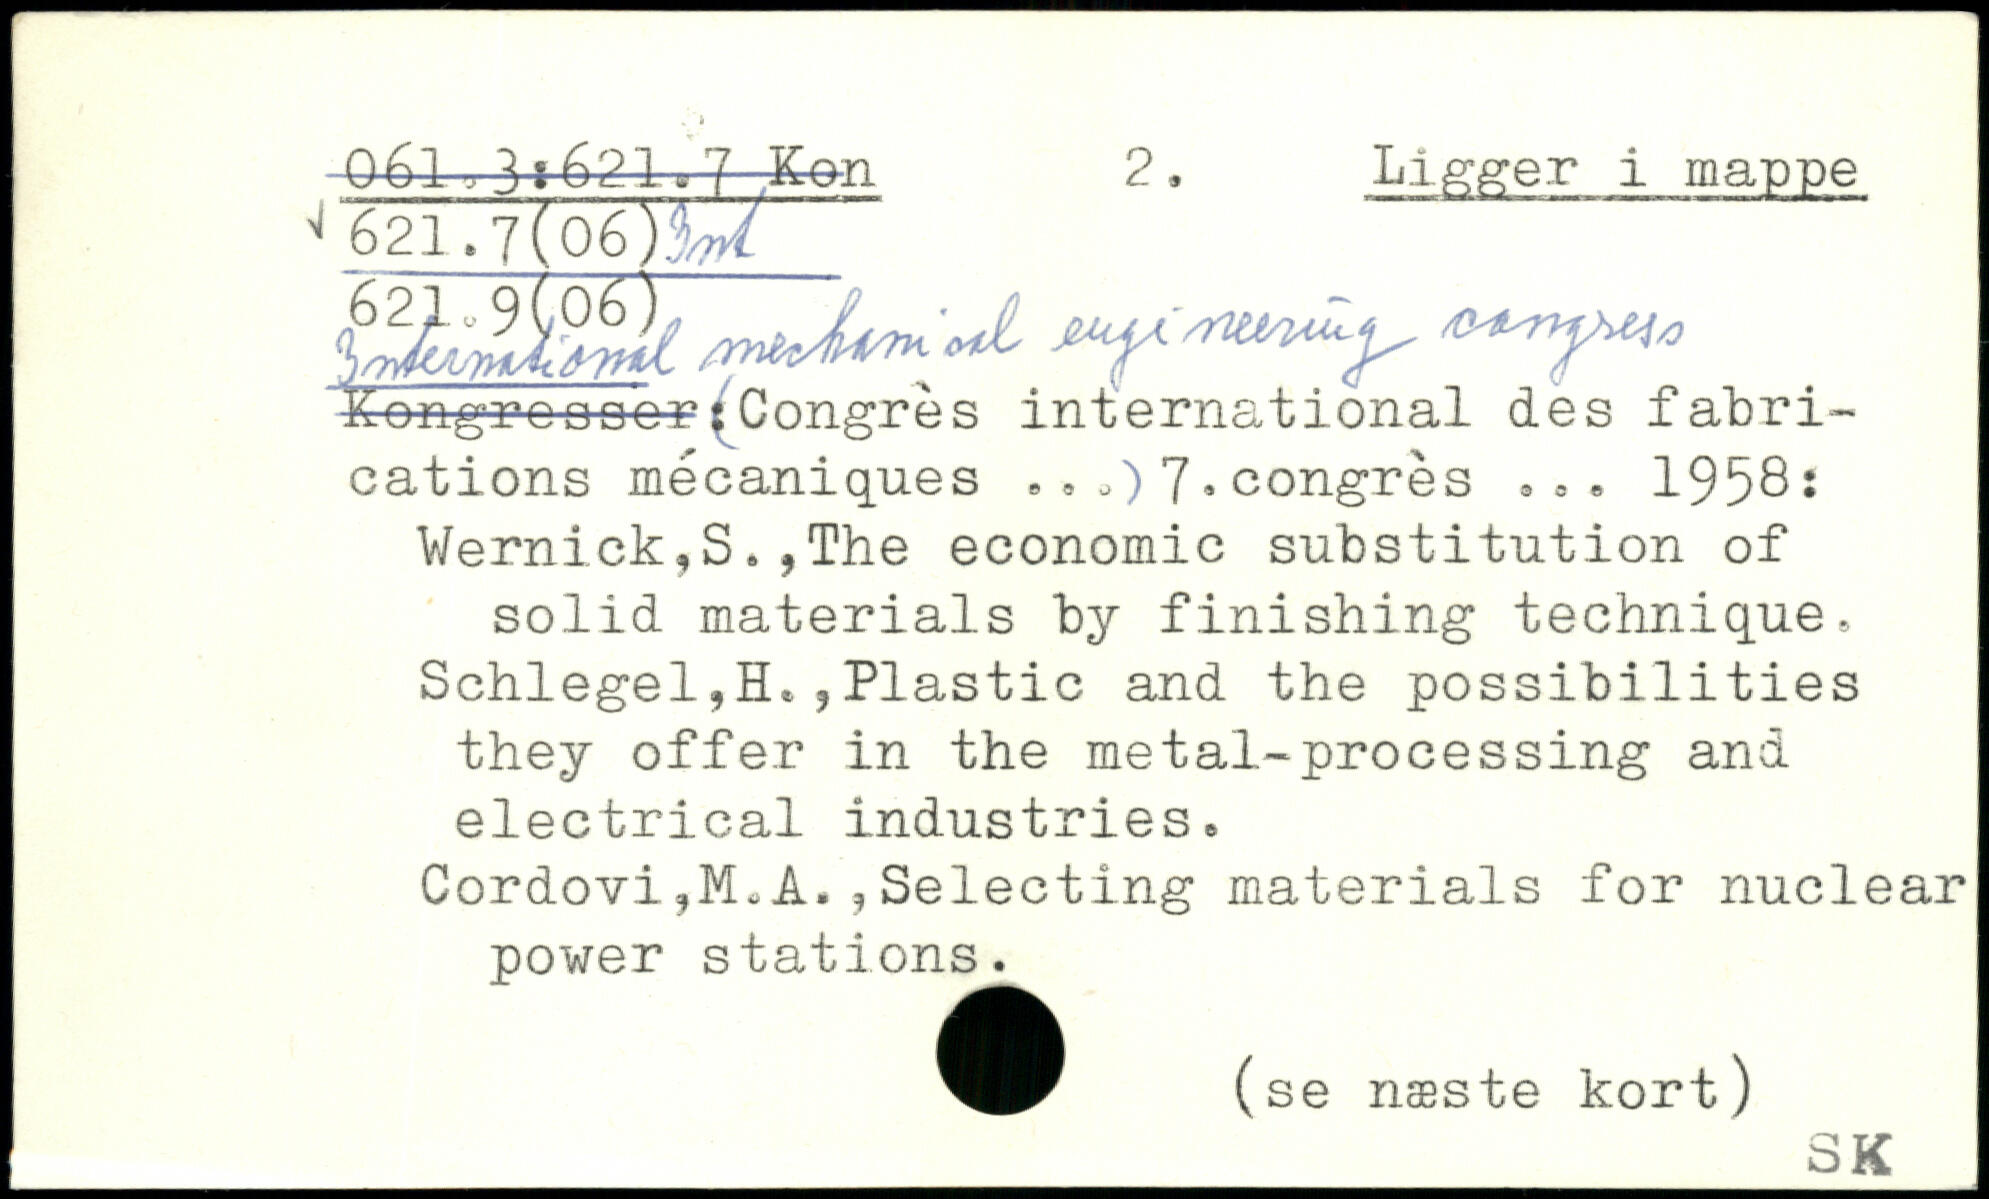 061.3:621.7 Kon 2. Ligger i mappe
✓ 621.7(06) Int
621.9(06)
International mechanical engineering congress
Kongresser:(Congrès international des fabri-
cations mécaniques ...) 7.congrès ... 1958:
Wernick,S.,The economic substitution of
solid materials by finishing technique.
Schlegel,H.,Plastic and the possibilities
they offer in the metal-processing and
electrical industries.
Cordovi,M.A.,Selecting materials for nuclear
power stations.
(se næste kort)
SK